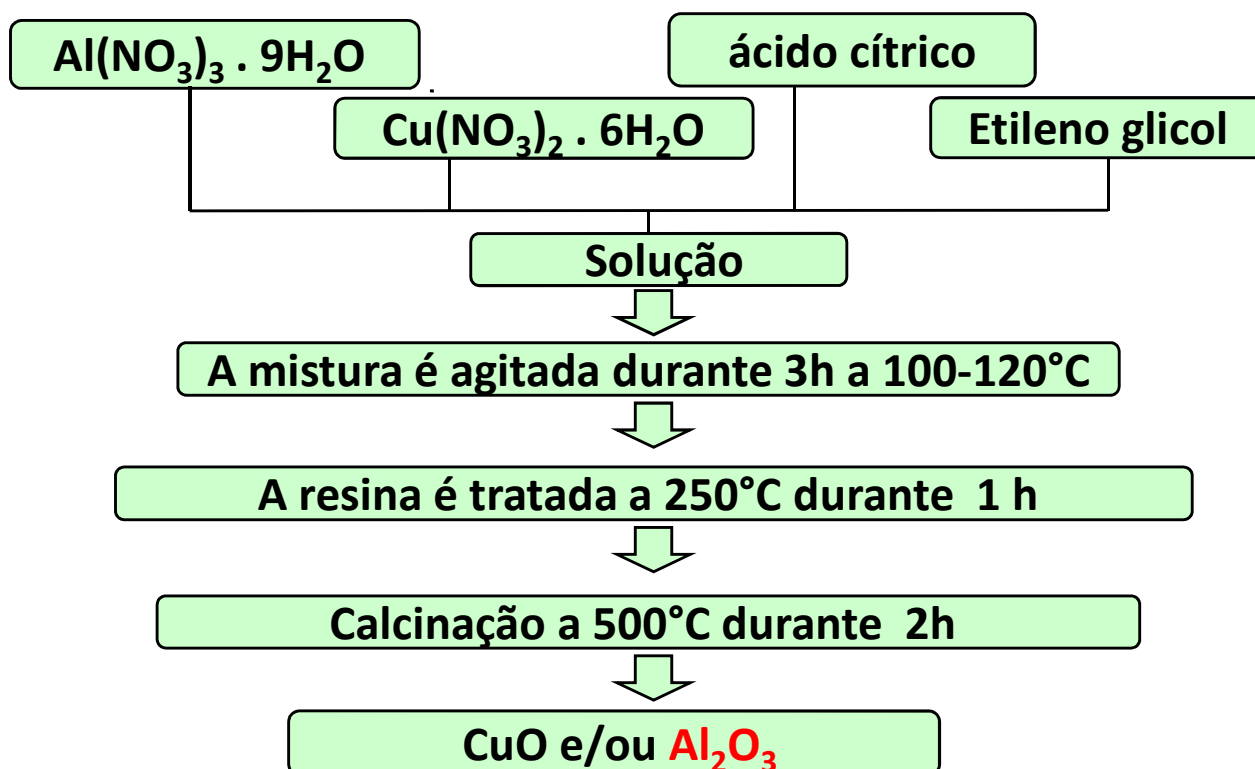 Al(NO₃)₃ . 9H₂O
ácido cítrico
Cu(NO₃)₂ . 6H₂O
Etileno glicol
Solução
A mistura é agitada durante 3h a 100-120°C
A resina é tratada a 250°C durante 1 h
Calcinação a 500°C durante 2h
CuO e/ou Al₂O₃